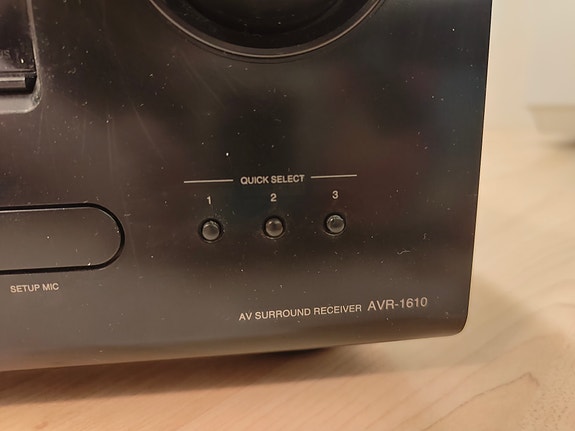 QUICK SELECT
1 2 3
SETUP MIC
AV SURROUND RECEIVER AVR-1610